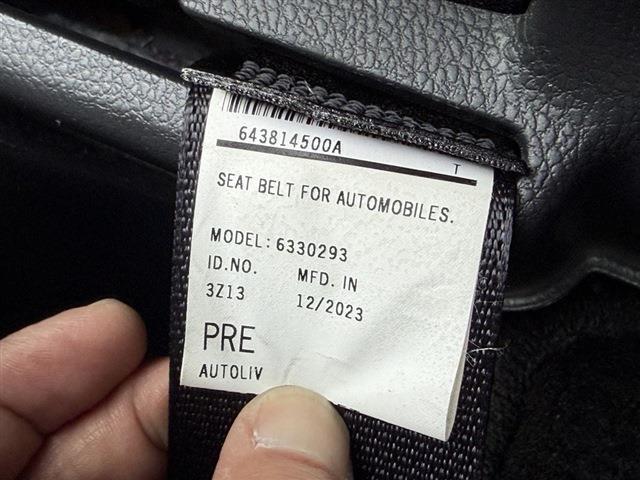 643814500A
T
SEAT BELT FOR AUTOMOBILES.
MODEL: 6330293
ID.NO. MFD. IN
3Z13 12/2023
PRE
AUTOLIV